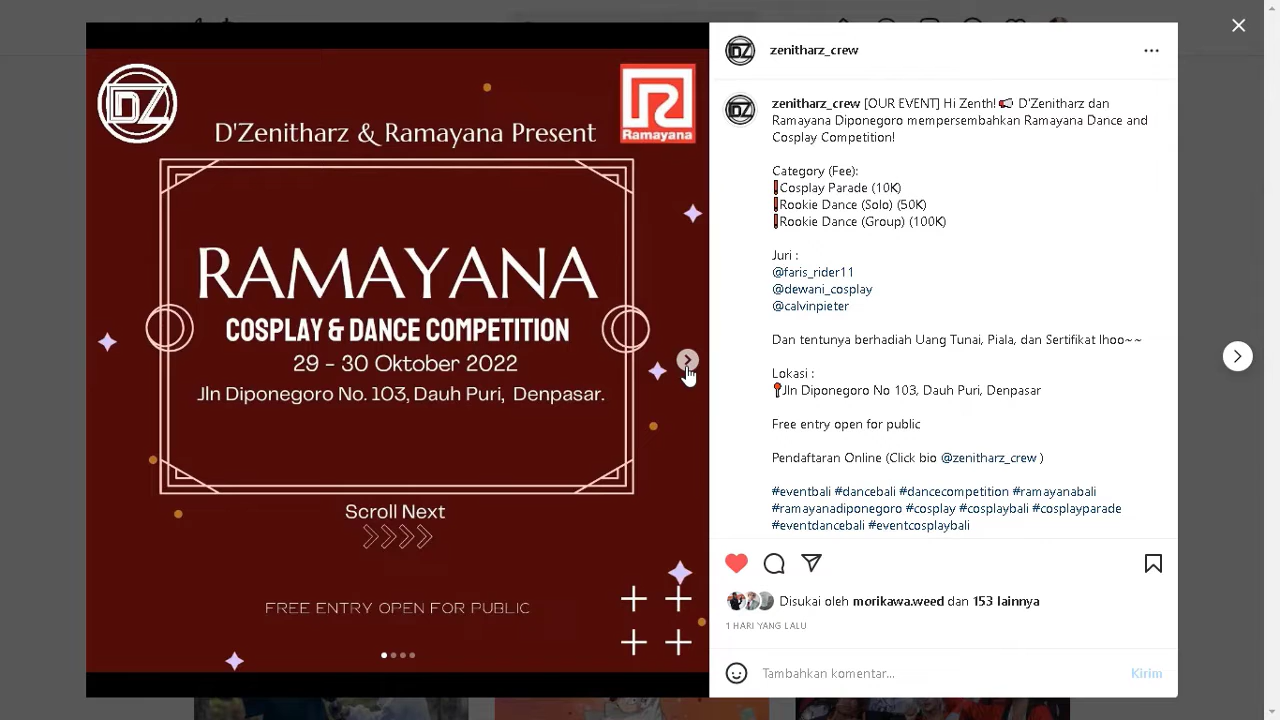 DZ
Ramayana
D'Zenitharz & Ramayana Present
RAMAYANA
COSPLAY & DANCE COMPETITION
29 - 30 Oktober 2022
Jln Diponegoro No. 103, Dauh Puri, Denpasar.
Scroll Next
FREE ENTRY OPEN FOR PUBLIC
DZ
zenitharz_crew
DZ
zenitharz_crew [OUR EVENT] Hi Zenth! 📢 D'Zenitharz dan
Ramayana Diponegoro mempersembahkan Ramayana Dance and
Cosplay Competition!
Category (Fee):
❗Cosplay Parade (10K)
❗Rookie Dance (Solo) (50K)
❗Rookie Dance (Group) (100K)
Juri :
@faris_rider11
@dewani_cosplay
@calvinpieter
Dan tentunya berhadiah Uang Tunai, Piala, dan Sertifikat lhoo~~
Lokasi :
📍Jln Diponegoro No 103, Dauh Puri, Denpasar
Free entry open for public
Pendaftaran Online (Click bio @zenitharz_crew )
#eventbali #dancebali #dancecompetition #ramayanabali
#ramayanadiponegoro #cosplay #cosplaybali #cosplayparade
#eventdancebali #eventcosplaybali
Disukai oleh morikawa.weed dan 153 lainnya
1 HARI YANG LALU
Tambahkan komentar...
Kirim